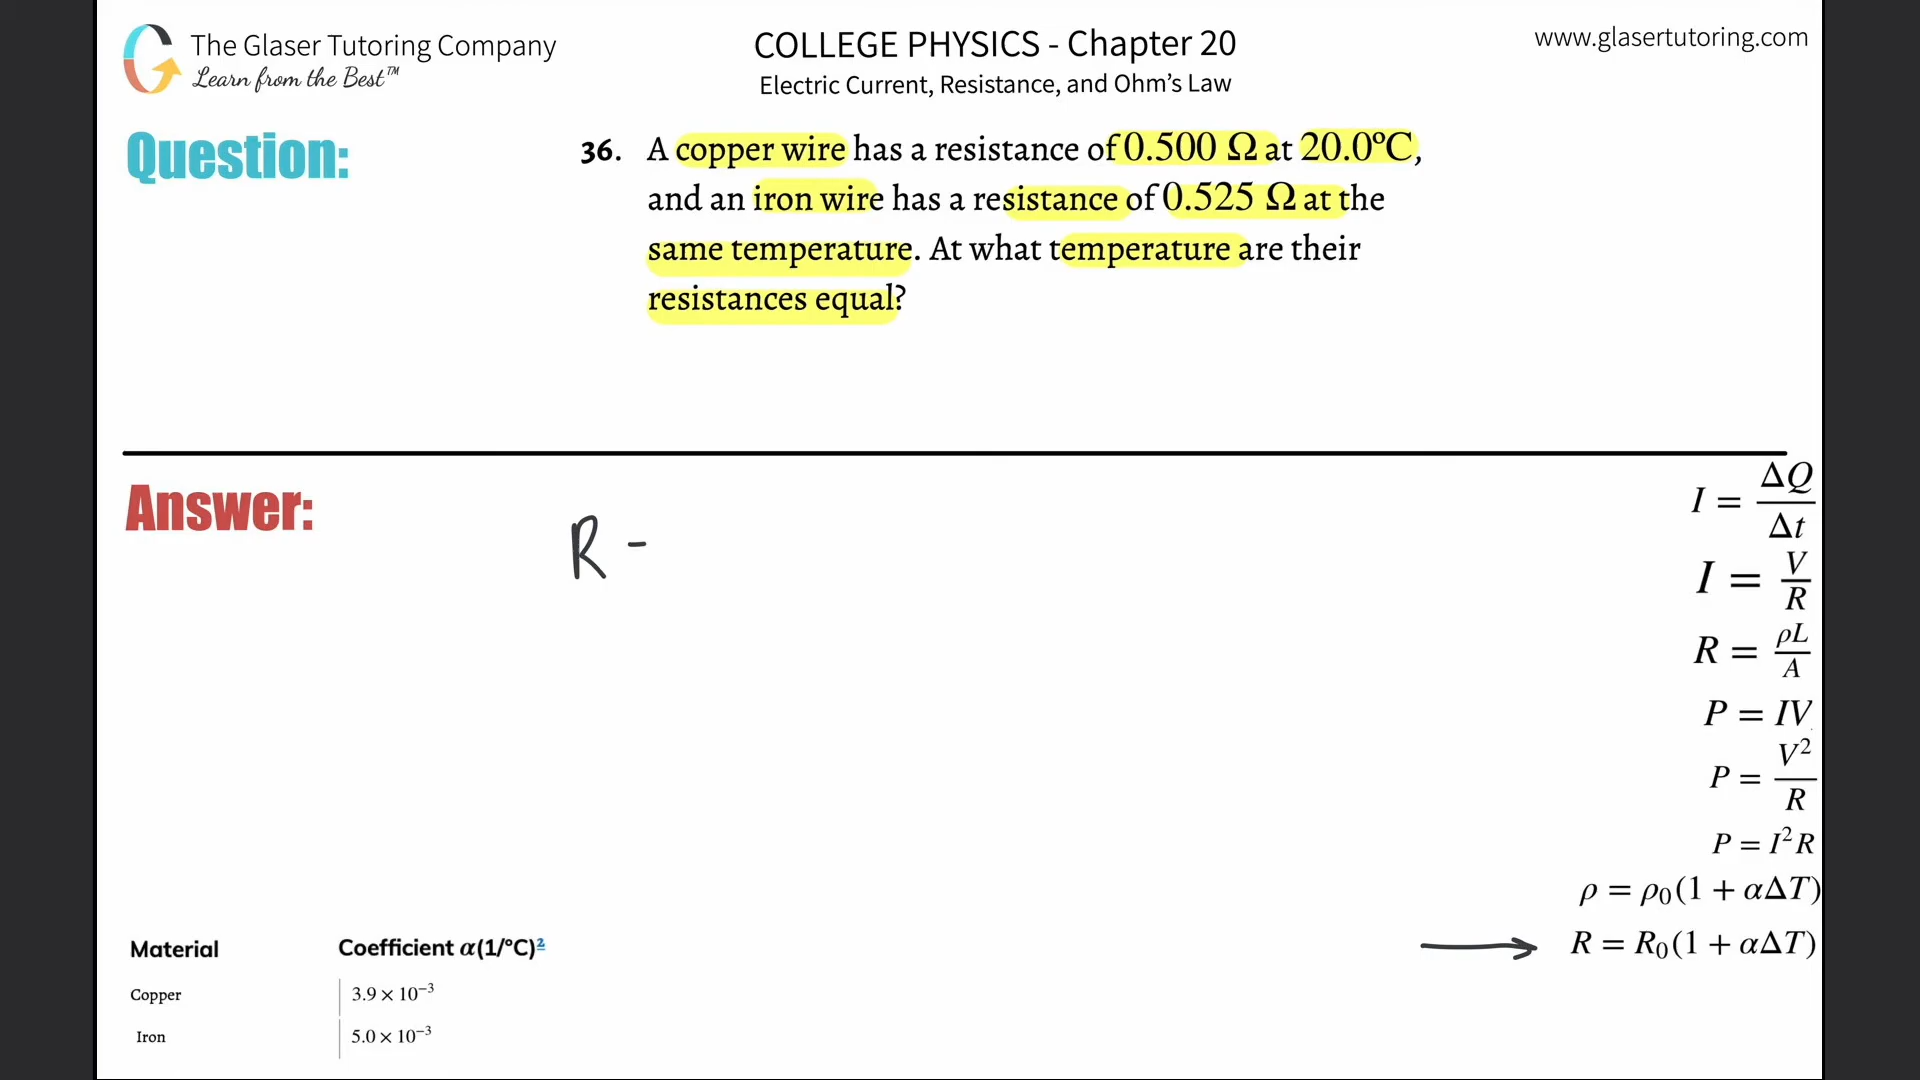 The Glaser Tutoring Company
Learn from the Best™
COLLEGE PHYSICS - Chapter 20
Electric Current, Resistance, and Ohm's Law
www.glasertutoring.com
Question:
36. A copper wire has a resistance of 0.500 Ω at 20.0ºC,
and an iron wire has a resistance of 0.525 Ω at the
same temperature. At what temperature are their
resistances equal?
Answer:
R -
I = ΔQ/Δt
I = V/R
R = ρL/A
P = IV
P = V²/R
P = I²R
ρ = ρ₀(1 + αΔT)
R = R₀(1 + αΔT)
Material Coefficient α(1/°C)²
Copper 3.9 × 10⁻³
Iron 5.0 × 10⁻³